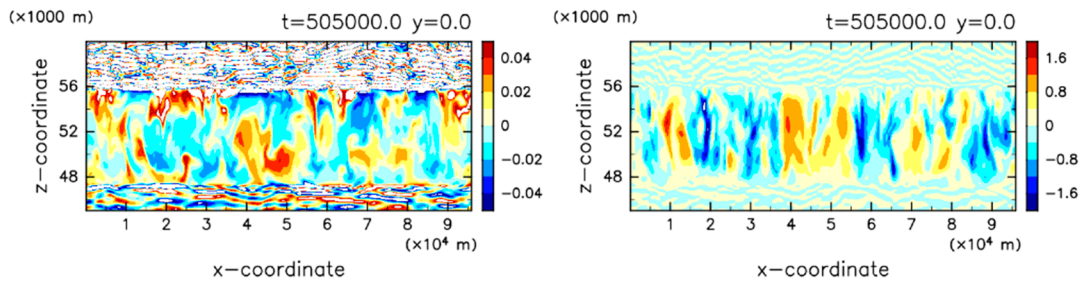 (×1000 m)
t=505000.0 y=0.0
z−coordinate
56
52
48
0.04
0.02
0
−0.02
−0.04
1 2 3 4 5 6 7 8 9
(×10⁴ m)
x−coordinate
(×1000 m)
t=505000.0 y=0.0
z−coordinate
56
52
48
1.6
0.8
0
−0.8
−1.6
1 2 3 4 5 6 7 8 9
(×10⁴ m)
x−coordinate